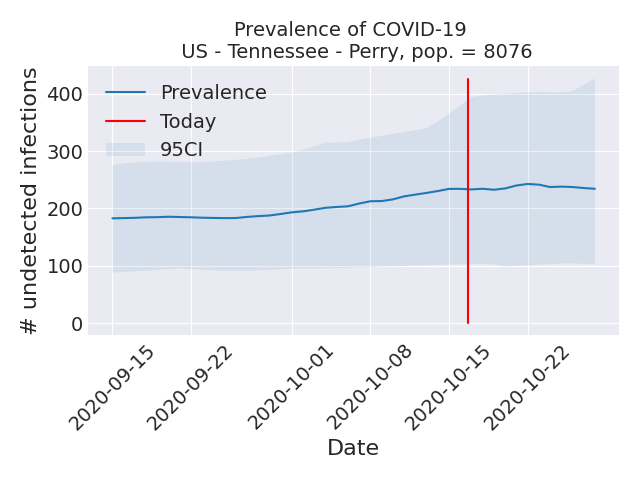 Prevalence of COVID-19
US - Tennessee - Perry, pop. = 8076
# undetected infections
400
300
200
100
0
Prevalence
Today
95CI
2020-09-15
2020-09-22
2020-10-01
2020-10-08
2020-10-15
2020-10-22
Date